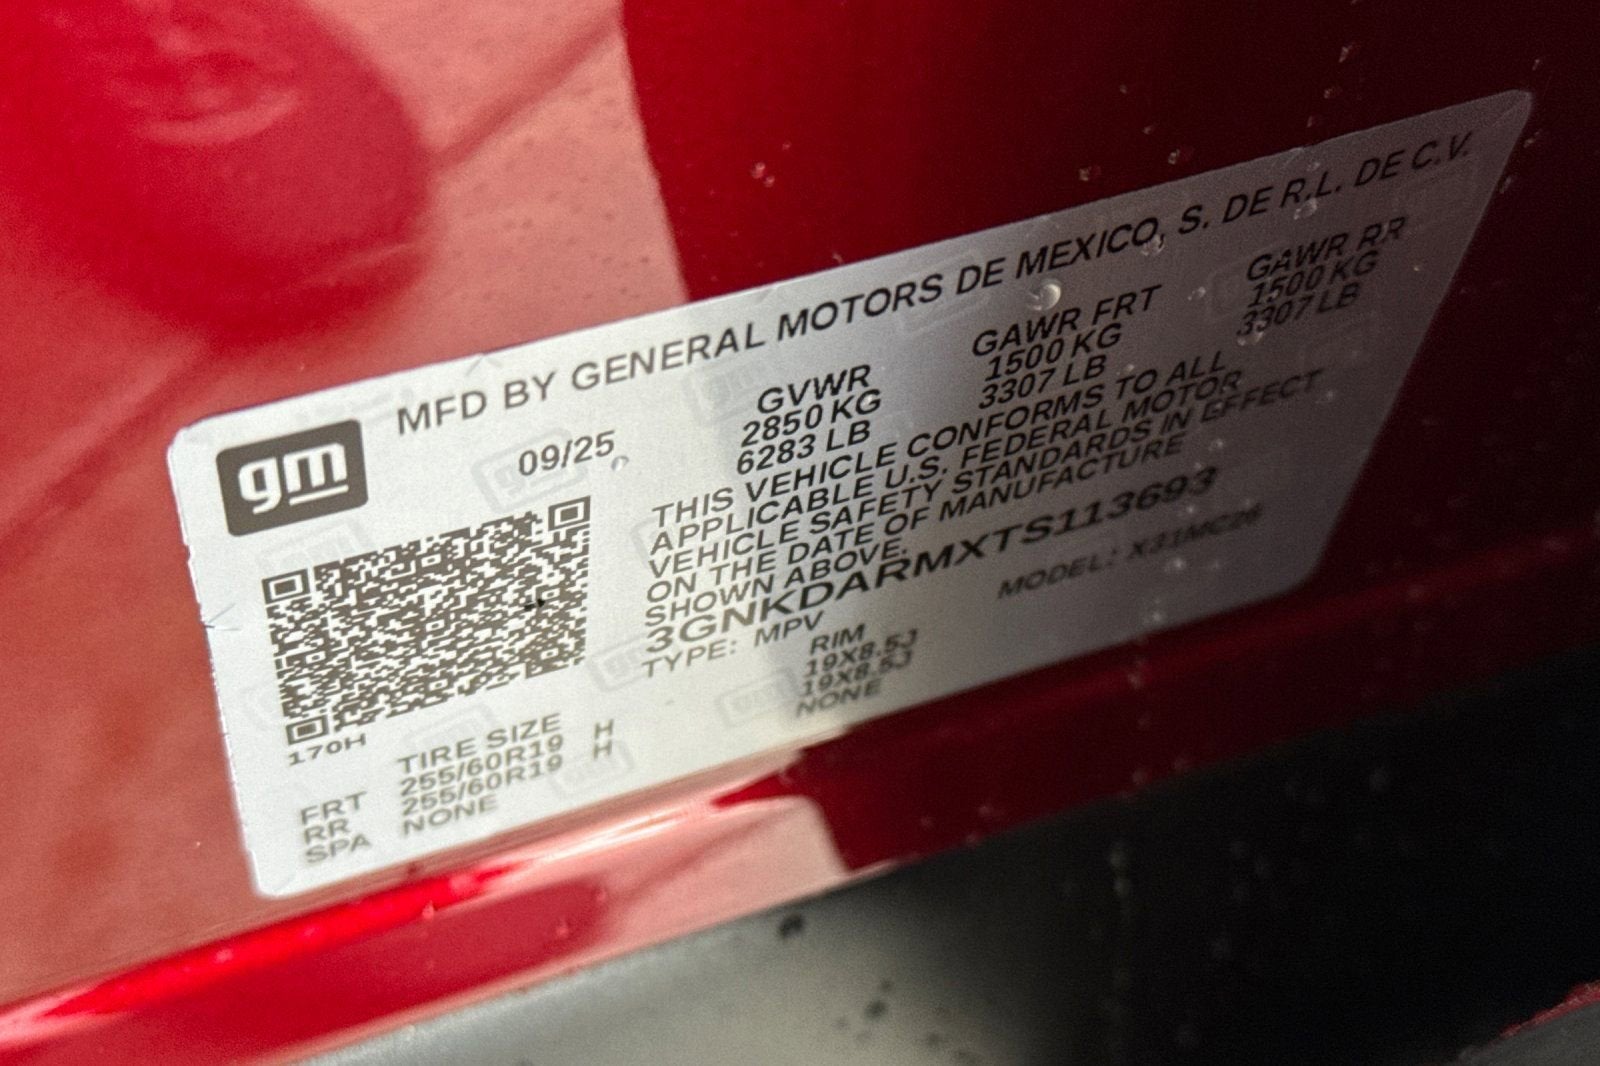 gm
MFD BY GENERAL MOTORS DE MEXICO, S. DE R.L. DE C.V.
09/25
GVWR GAWR FRT GAWR RR
2850 KG 1500 KG 1500 KG
6283 LB 3307 LB 3307 LB
THIS VEHICLE CONFORMS TO ALL
APPLICABLE U.S. FEDERAL MOTOR
VEHICLE SAFETY STANDARDS IN EFFECT
ON THE DATE OF MANUFACTURE
SHOWN ABOVE.
3GNKDARMXTS113693
TYPE: MPV MODEL: X31MC26
170H
TIRE SIZE RIM
FRT 255/60R19 H 19X8.5J
RR 255/60R19 H 19X8.5J
SPA NONE NONE